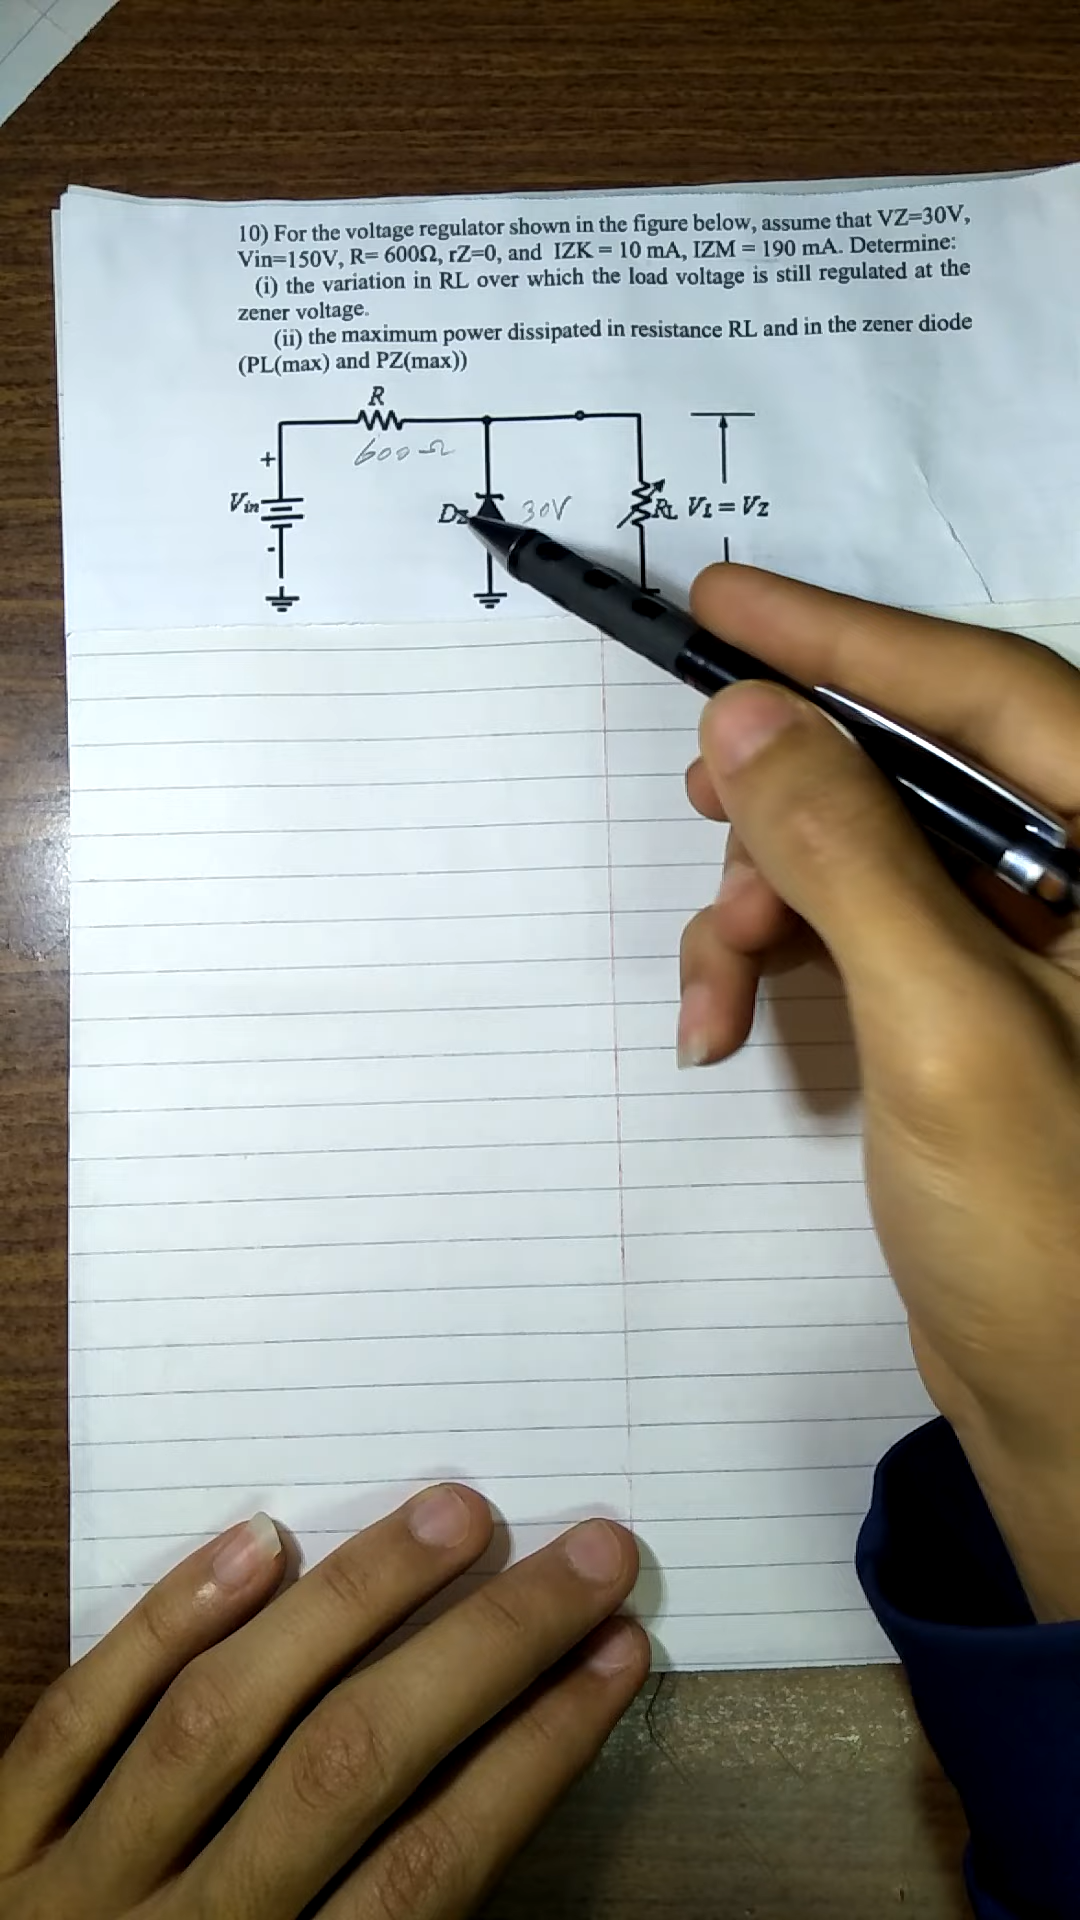 10) For the voltage regulator shown in the figure below, assume that VZ=30V,
Vin=150V, R= 600Ω, rZ=0, and IZK = 10 mA, IZM = 190 mA. Determine:
(i) the variation in RL over which the load voltage is still regulated at the
zener voltage.
(ii) the maximum power dissipated in resistance RL and in the zener diode
(PL(max) and PZ(max))
R
600Ω
+
Vin
-
Dz
30V
RL
VL = VZ